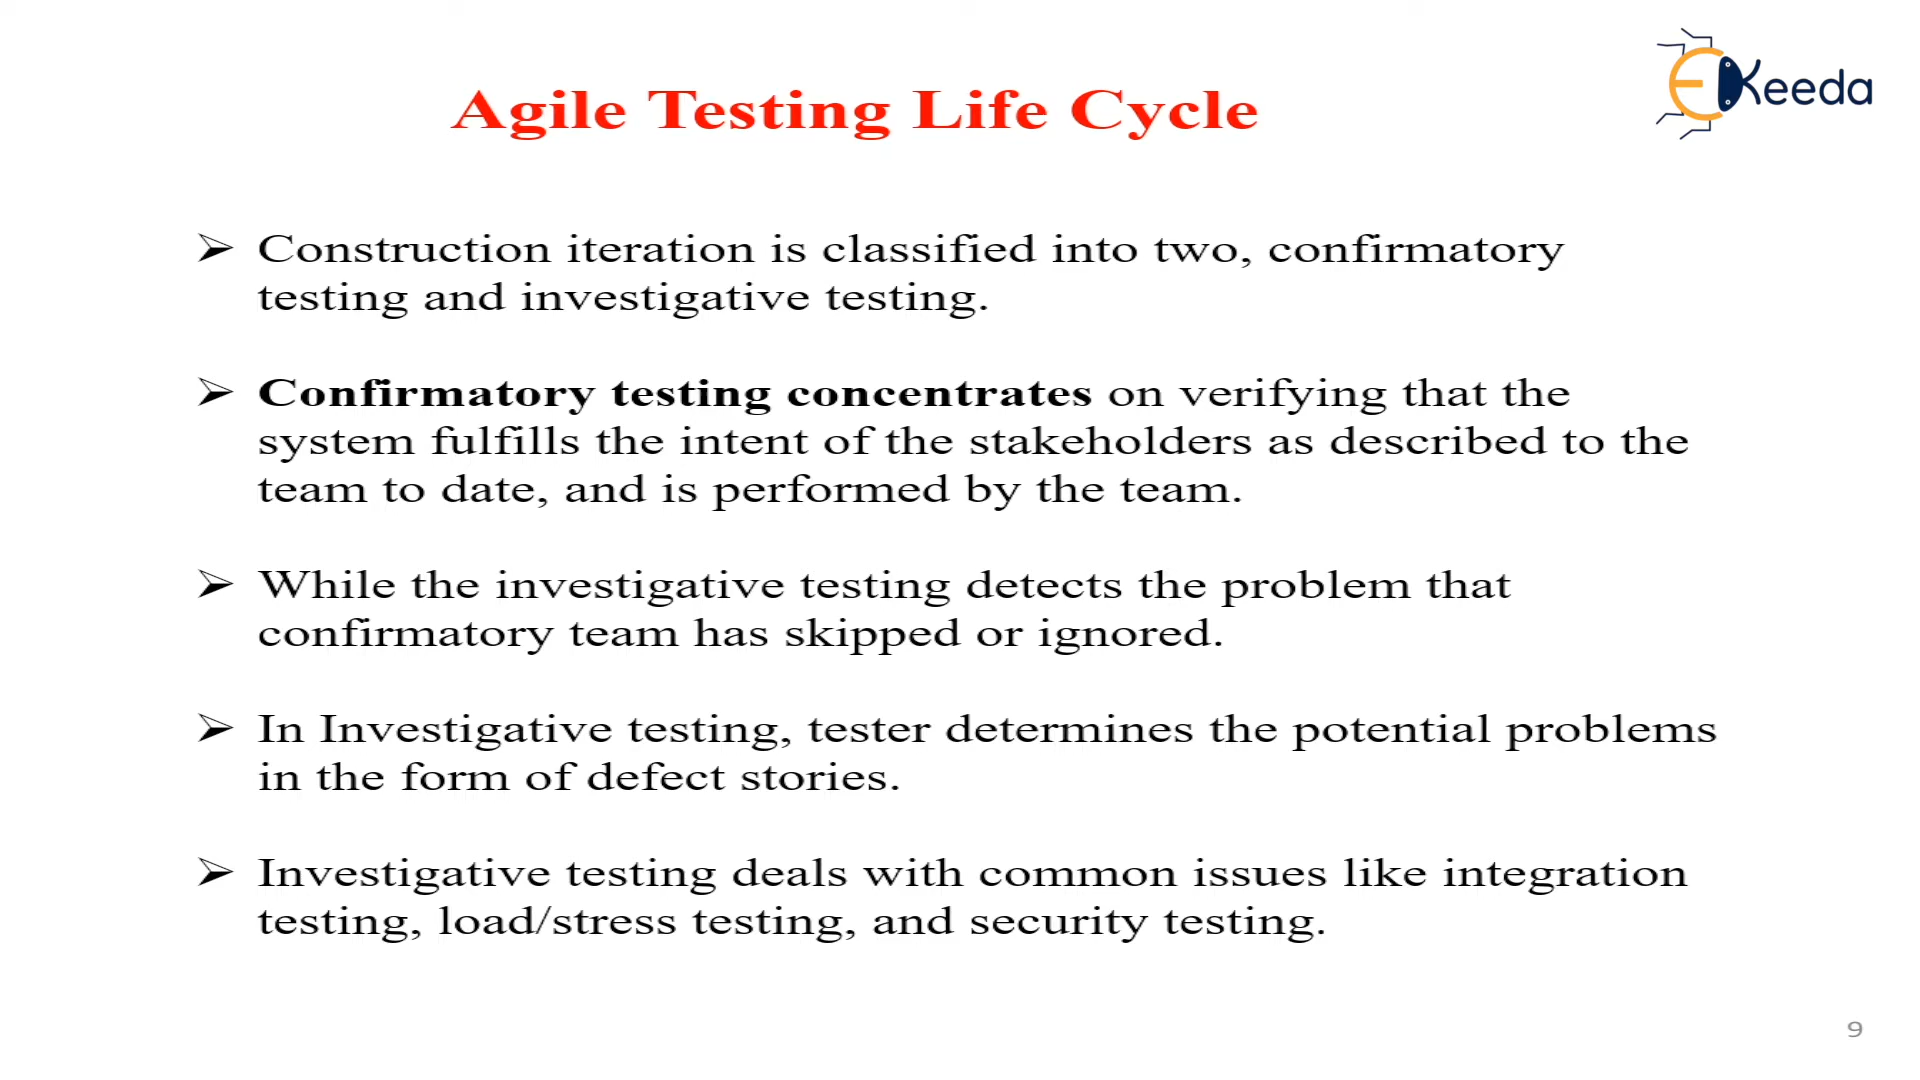 Agile Testing Life Cycle
EKeeda
➢ Construction iteration is classified into two, confirmatory
testing and investigative testing.
➢ Confirmatory testing concentrates on verifying that the
system fulfills the intent of the stakeholders as described to the
team to date, and is performed by the team.
➢ While the investigative testing detects the problem that
confirmatory team has skipped or ignored.
➢ In Investigative testing, tester determines the potential problems
in the form of defect stories.
➢ Investigative testing deals with common issues like integration
testing, load/stress testing, and security testing.
9